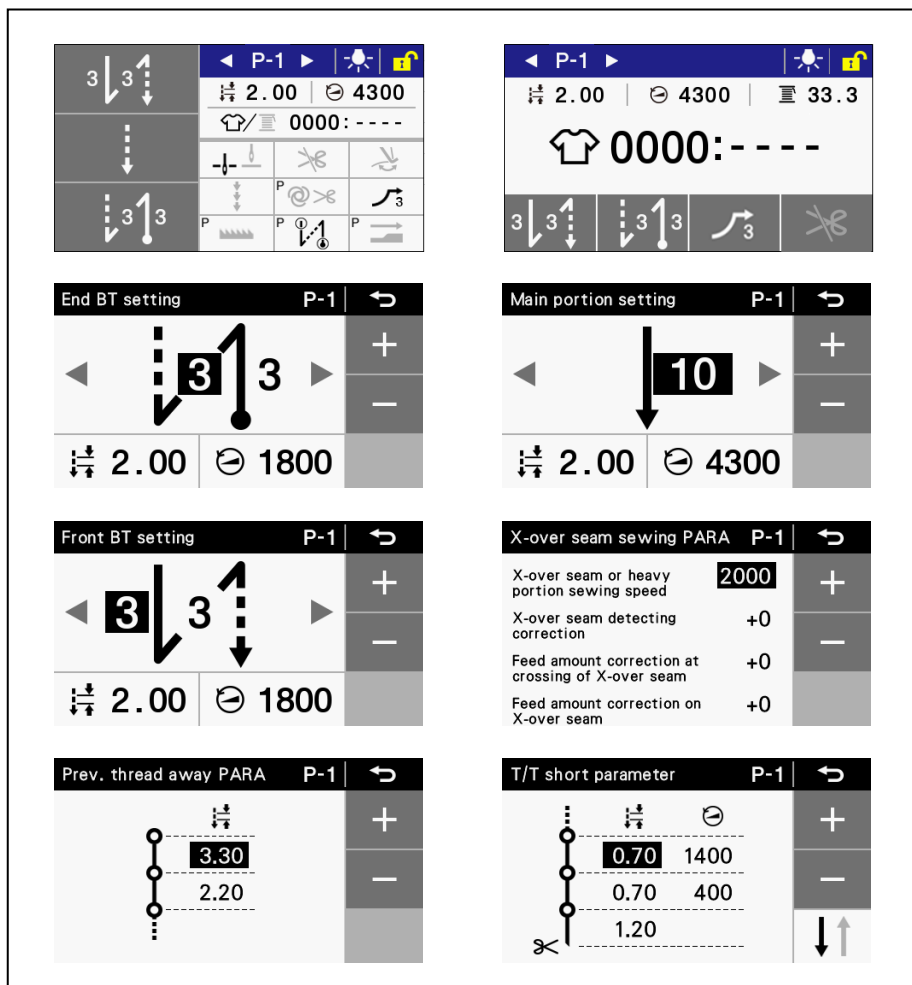 P-1
2.00 4300
0000:----
3 3
P
3
3 3
P P P
P-1
2.00 4300 33.3
0000:----
3 3 3 3 3
End BT setting P-1
3 3
2.00 1800
+
−
Main portion setting P-1
10
2.00 4300
+
−
Front BT setting P-1
3 3
2.00 1800
+
−
X-over seam sewing PARA P-1
X-over seam or heavy
portion sewing speed 2000
X-over seam detecting
correction +0
Feed amount correction at
crossing of X-over seam +0
Feed amount correction on
X-over seam +0
+
−
Prev. thread away PARA P-1
3.30
2.20
+
−
T/T short parameter P-1
0.70 1400
0.70 400
1.20
+
−